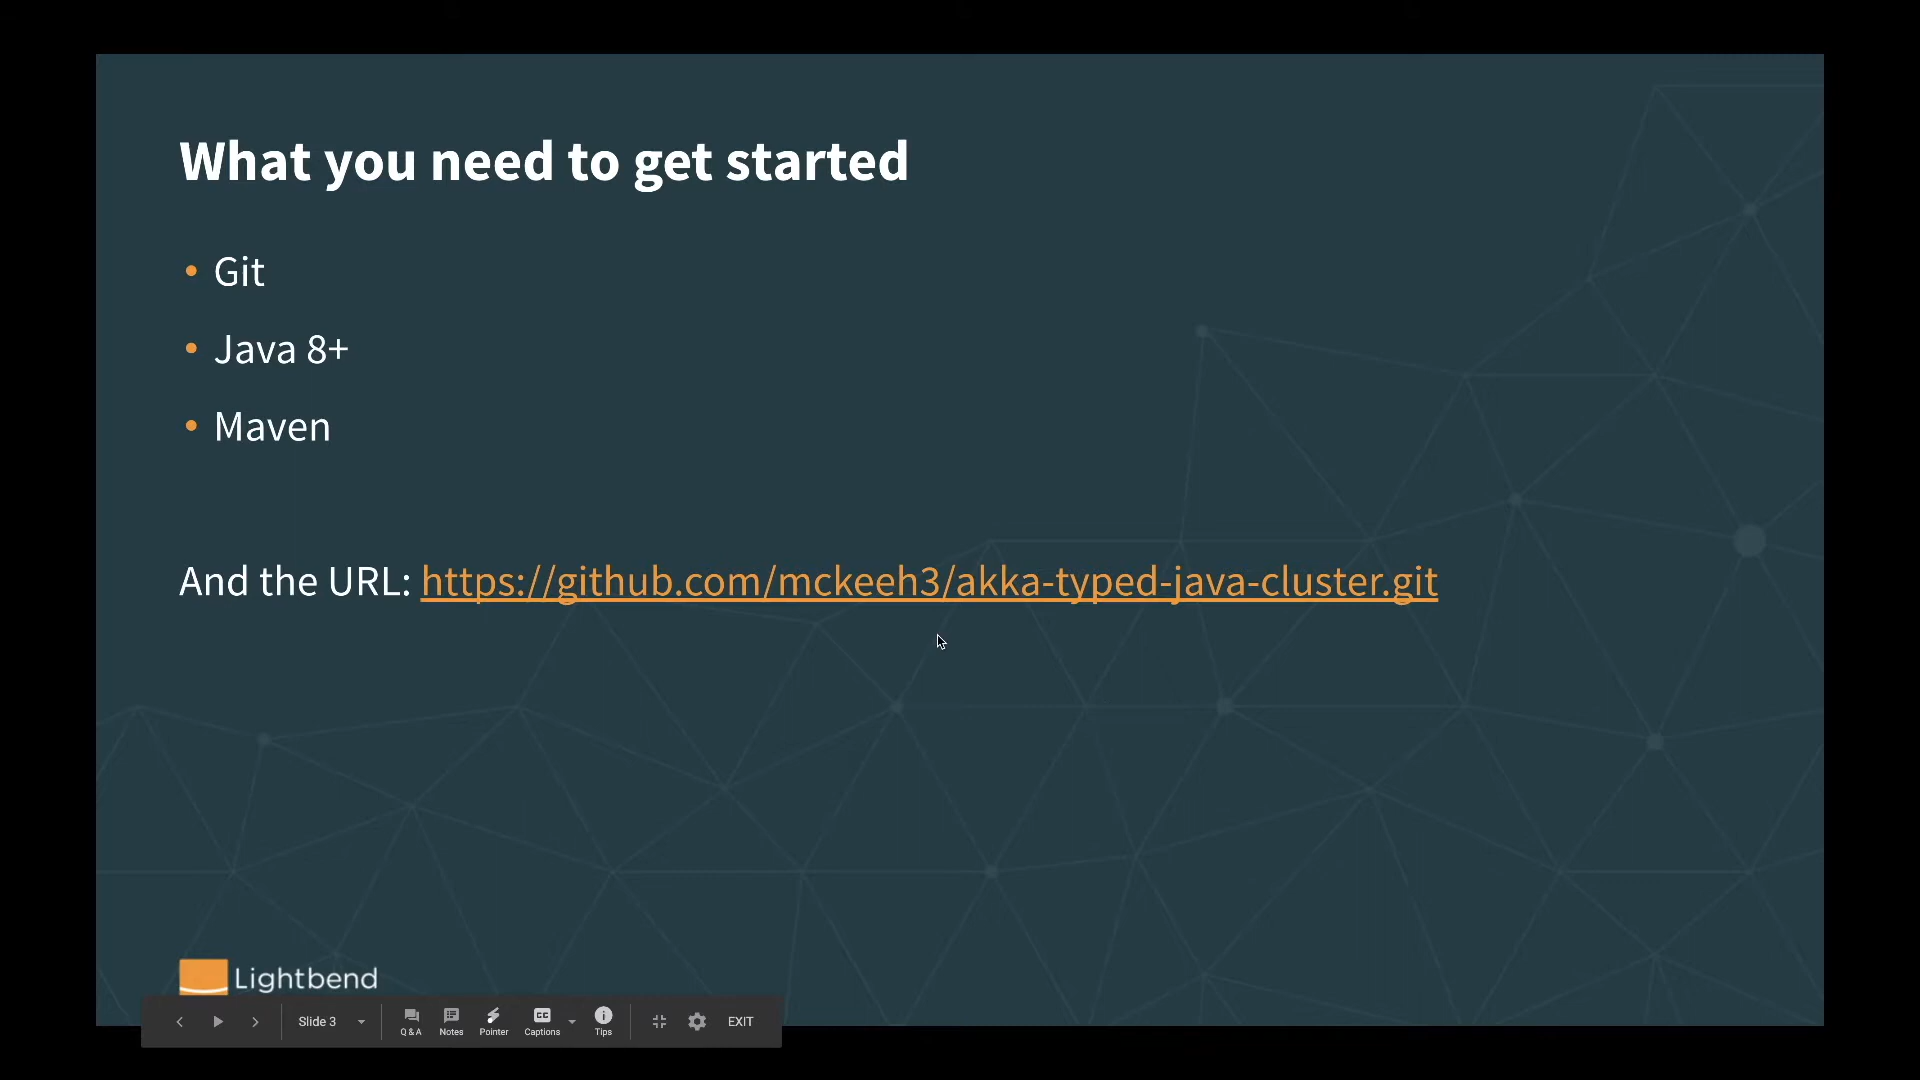 What you need to get started
• Git
• Java 8+
• Maven
And the URL: https://github.com/mckeeh3/akka-typed-java-cluster.git
Lightbend
Slide 3
Q & A
Notes
Pointer
CC
Captions
Tips
EXIT